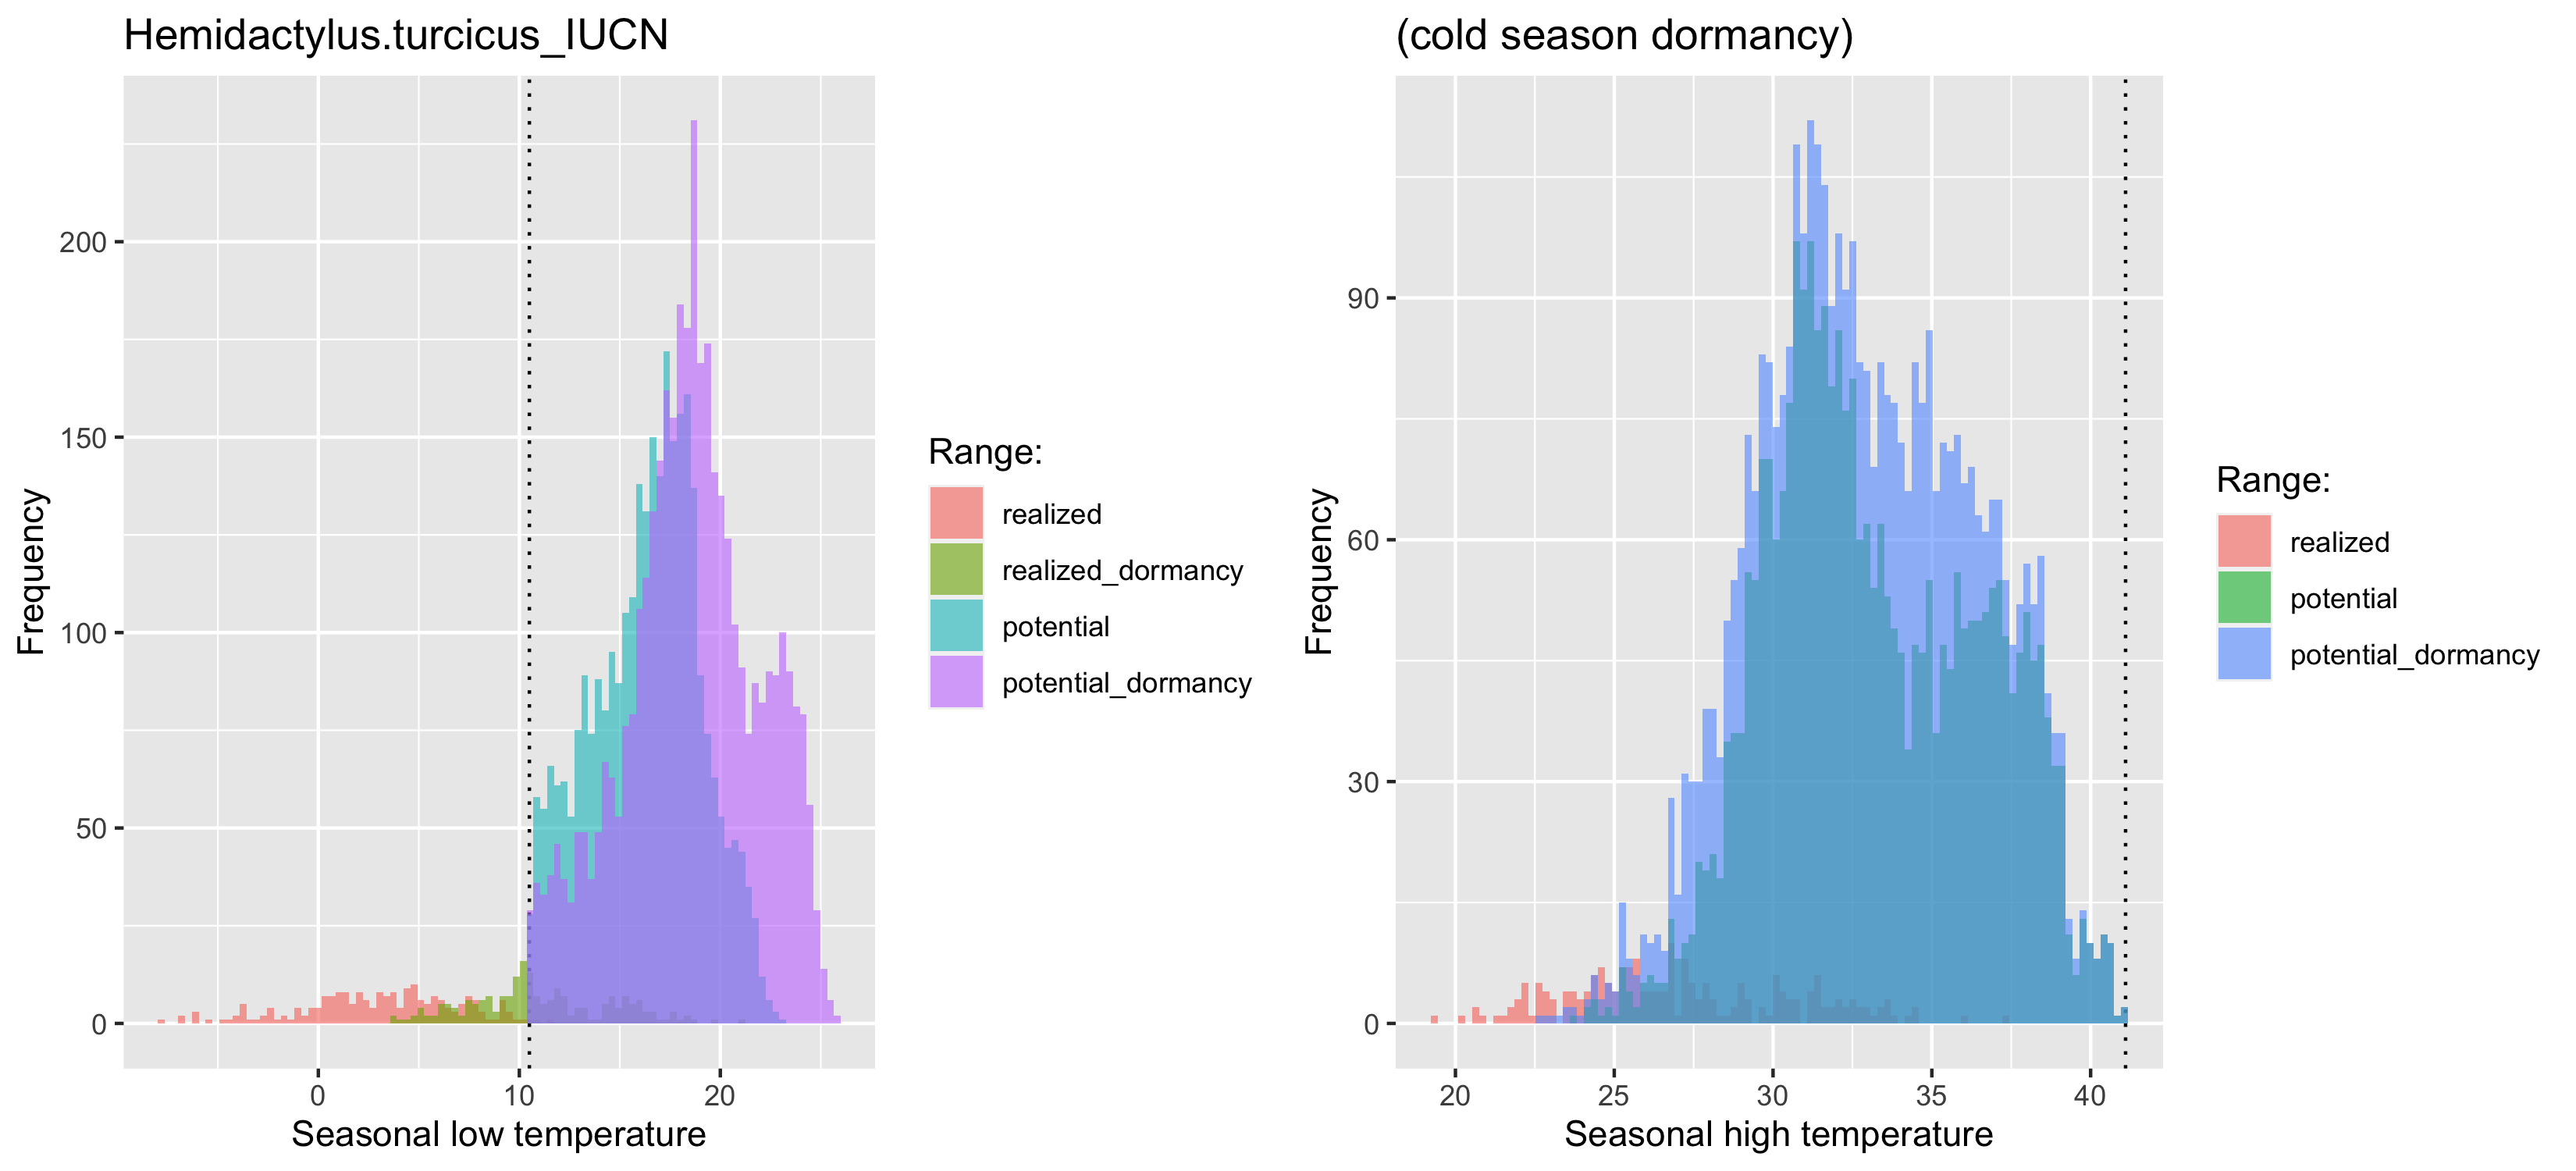 Hemidactylus.turcicus_IUCN
Frequency
200
150
100
50
0
0 10 20
Seasonal low temperature
Range:
realized
realized_dormancy
potential
potential_dormancy
(cold season dormancy)
Frequency
90
60
30
0
20 25 30 35 40
Seasonal high temperature
Range:
realized
potential
potential_dormancy